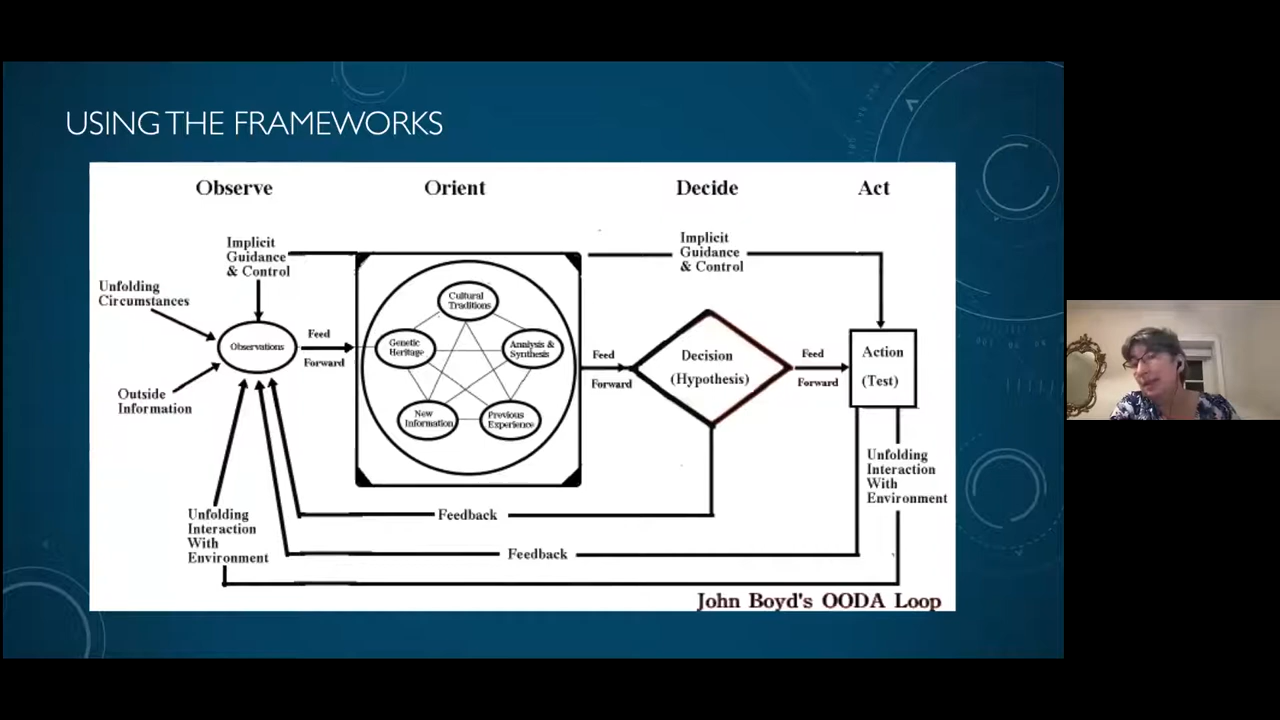 USING THE FRAMEWORKS
Observe
Orient
Decide
Act
Implicit
Guidance
& Control
Implicit
Guidance
& Control
Unfolding
Circumstances
Outside
Information
Observations
Feed
Forward
Cultural
Traditions
Genetic
Heritage
Analysis &
Synthesis
New
Information
Previous
Experience
Feed
Forward
Decision
(Hypothesis)
Feed
Forward
Action
(Test)
Unfolding
Interaction
With
Environment
Unfolding
Interaction
With
Environment
Feedback
Feedback
John Boyd's OODA Loop